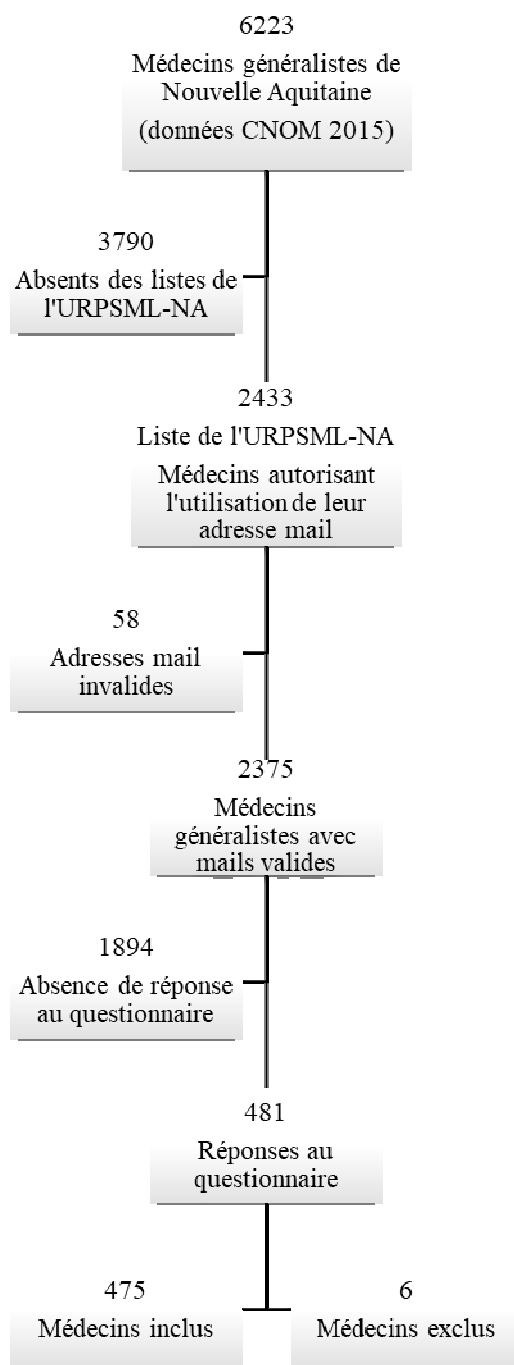 6223
Médecins généralistes de
Nouvelle Aquitaine
(données CNOM 2015)
3790
Absents des listes de
l'URPSML-NA
2433
Liste de l'URPSML-NA
Médecins autorisant
l'utilisation de leur
adresse mail
58
Adresses mail
invalides
2375
Médecins
généralistes avec
mails valides
1894
Absence de réponse
au questionnaire
481
Réponses au
questionnaire
475
Médecins inclus
6
Médecins exclus